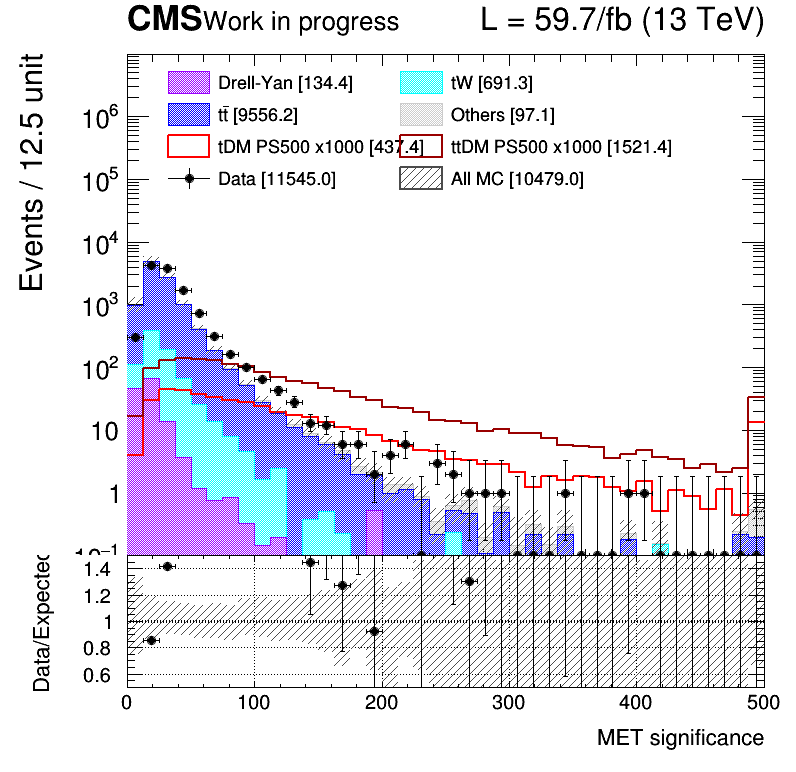 CMS Work in progress L = 59.7/fb (13 TeV)
Events / 12.5 unit
Drell-Yan [134.4] tW [691.3]
tt̄ [9556.2] Others [97.1]
tDM PS500 x1000 [437.4] ttDM PS500 x1000 [1521.4]
Data [11545.0] All MC [10479.0]
10⁶
10⁵
10⁴
10³
10²
10
1
10⁻¹
Data/Expected
1.4
1.2
1
0.8
0.6
0 100 200 300 400 500
MET significance